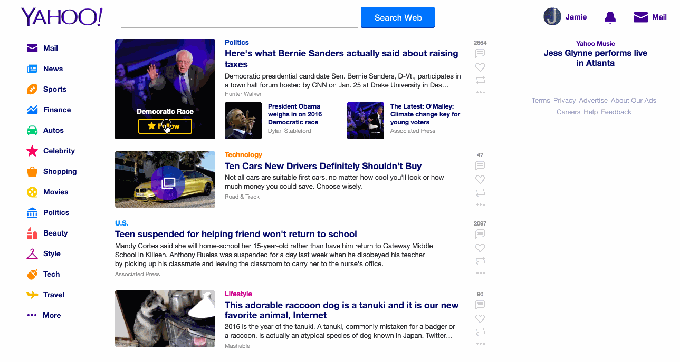 YAHOO!
Search Web
Jamie
Mail
Mail
News
Sports
Finance
Autos
Celebrity
Shopping
Movies
Politics
Beauty
Style
Tech
Travel
More
Democratic Race
Follow
Politics
Here's what Bernie Sanders actually said about raising
taxes
Democratic presidential candidate Sen. Bernie Sanders, D-Vt., participates in
a town hall forum hosted by CNN on Jan. 25 at Drake University in Des...
Hunter Walker
President Obama
weighs in on 2016
Democratic race
Dylan Stableford
The Latest: O'Malley:
Climate change key for
young voters
Associated Press
Technology
Ten Cars New Drivers Definitely Shouldn't Buy
Not all cars are suitable first cars, no matter how cool you'll look or how
much money you could save. Choose wisely.
Road & Track
47
U.S.
Teen suspended for helping friend won't return to school
Mandy Cortes said she will home-school her 15-year-old rather than have him return to Gateway Middle
School in Killeen. Anthony Ruelas was suspended for a day last week when he disobeyed his teacher
by picking up his classmate and leaving the classroom to carry her to the nurse's office.
Associated Press
Lifestyle
This adorable raccoon dog is a tanuki and it is our new
favorite animal, Internet
2016 is the year of the tanuki. A tanuki, commonly mistaken for a badger or
a raccoon, is actually an atypical species of dog known in Japan. Twitter...
Mashable
Yahoo Music
Jess Glynne performs live
in Atlanta
Terms Privacy Advertise About Our Ads
Careers Help Feedback